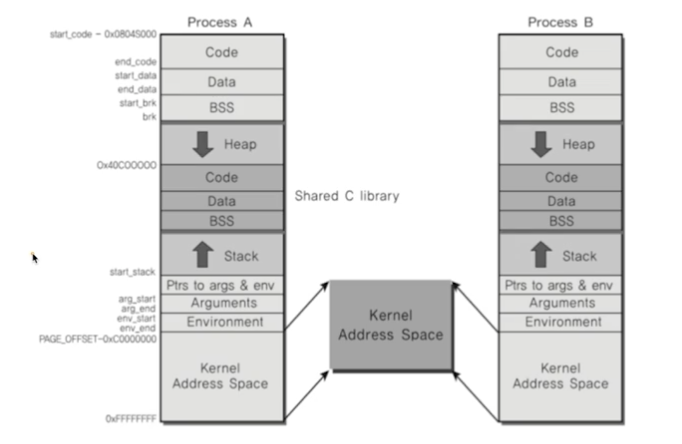 Process A
Process B
start_code - 0x08045000
Code
Code
end_code
start_data
Data
Data
end_data
start_brk
BSS
BSS
brk
Heap
Heap
0x40C00000
Code
Code
Shared C library
Data
Data
BSS
BSS
Stack
Stack
start_stack
Ptrs to args & env
Ptrs to args & env
arg_start
Arguments
Arguments
arg_end
env_start
Environment
Environment
env_end
PAGE_OFFSET-0xC0000000
Kernel
Address Space
Kernel
Address Space
Kernel
Address Space
0xFFFFFFFF